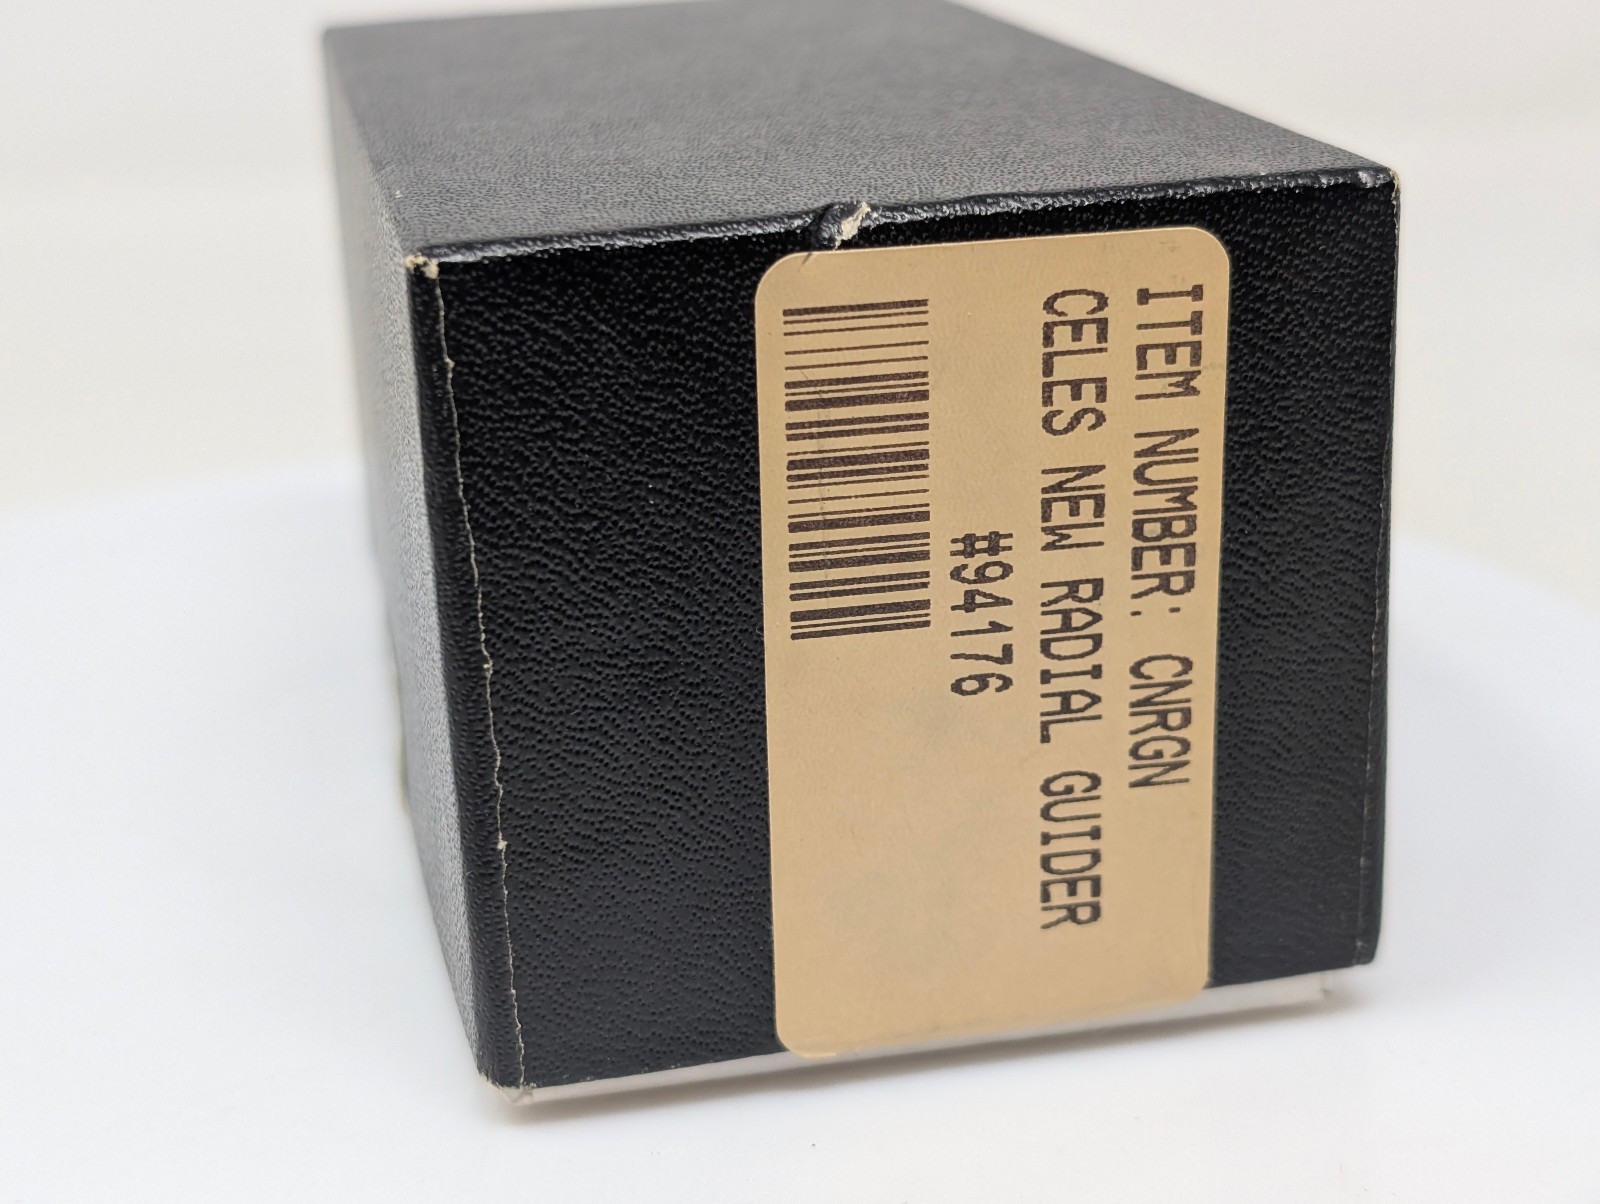 ITEM NUMBER: CNRGN
CELES NEW RADIAL GUIDER
#94176